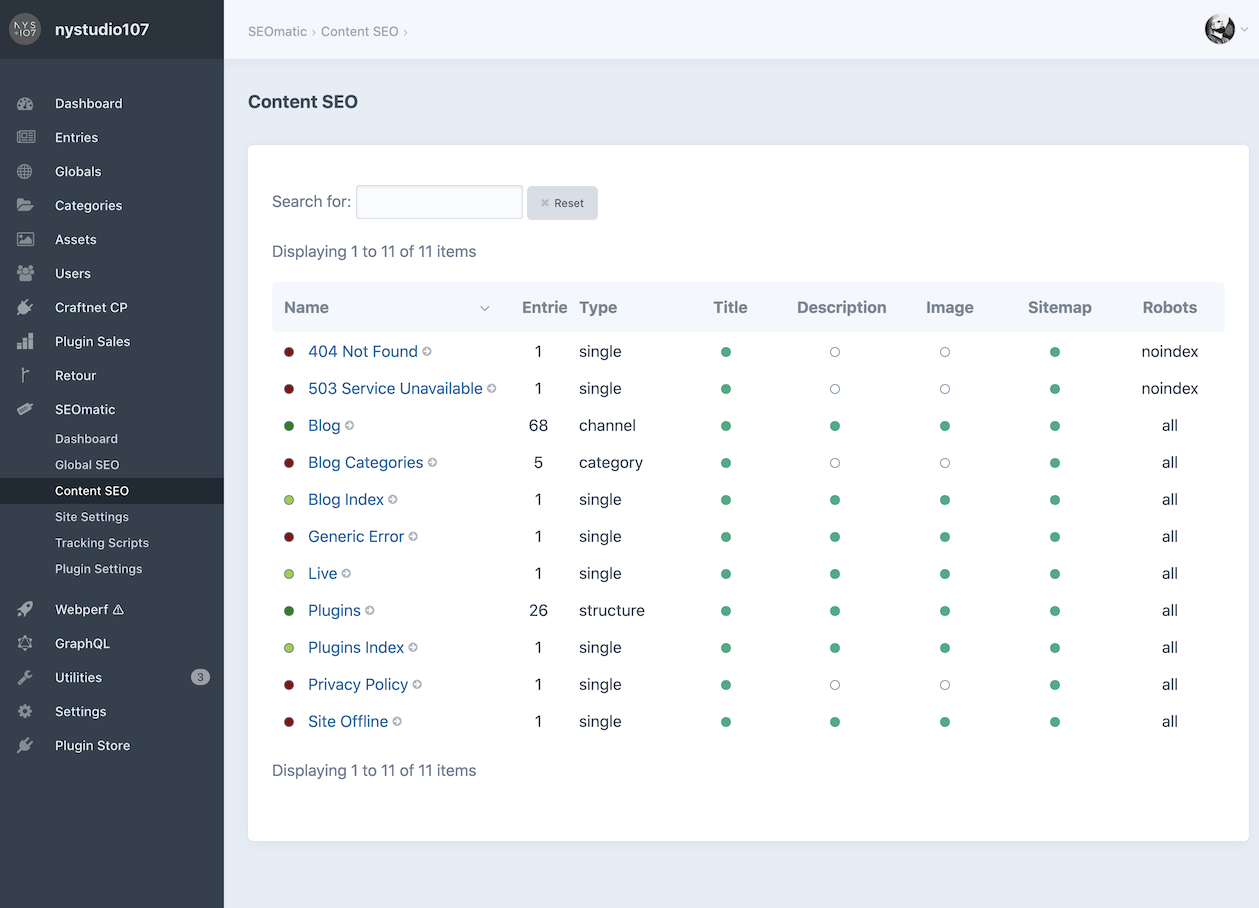 NYS
+107
nystudio107
SEOmatic › Content SEO ›
Dashboard
Entries
Globals
Categories
Assets
Users
Craftnet CP
Plugin Sales
Retour
SEOmatic
Dashboard
Global SEO
Content SEO
Site Settings
Tracking Scripts
Plugin Settings
Webperf ⚠
GraphQL
Utilities 3
Settings
Plugin Store
Content SEO
Search for: Reset
Displaying 1 to 11 of 11 items
Name Entrie Type Title Description Image Sitemap Robots
404 Not Found 1 single noindex
503 Service Unavailable 1 single noindex
Blog 68 channel all
Blog Categories 5 category all
Blog Index 1 single all
Generic Error 1 single all
Live 1 single all
Plugins 26 structure all
Plugins Index 1 single all
Privacy Policy 1 single all
Site Offline 1 single all
Displaying 1 to 11 of 11 items